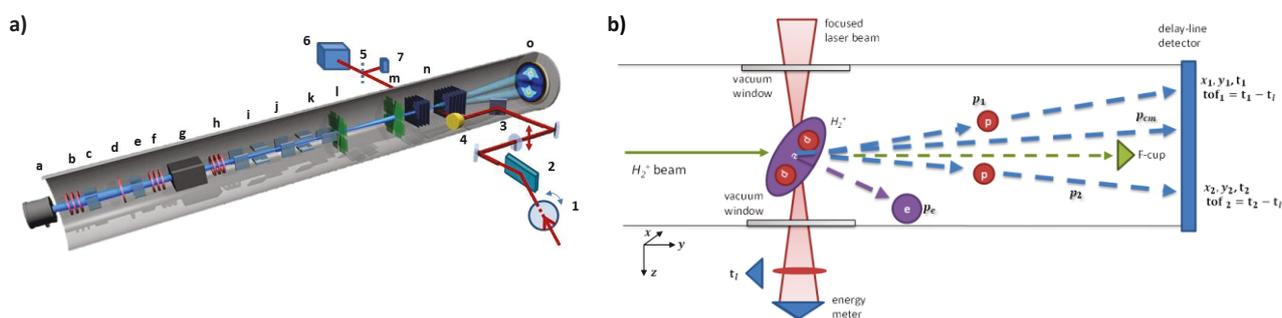 a)
6
5
7
o
n
m
l
k
j
i
h
g
f
e
d
c
b
a
3
4
2
1
b)
focused
laser beam
delay-line
detector
vacuum
window
x₁, y₁, t₁
tof₁ = t₁ − tₗ
p₁
p
H₂⁺
p_cm
p
e
p
H₂⁺ beam
F-cup
p
p₂
x₂, y₂, t₂
tof ₂ = t₂ − tₗ
vacuum
window
e
pₑ
x
y
z
tₗ
energy
meter